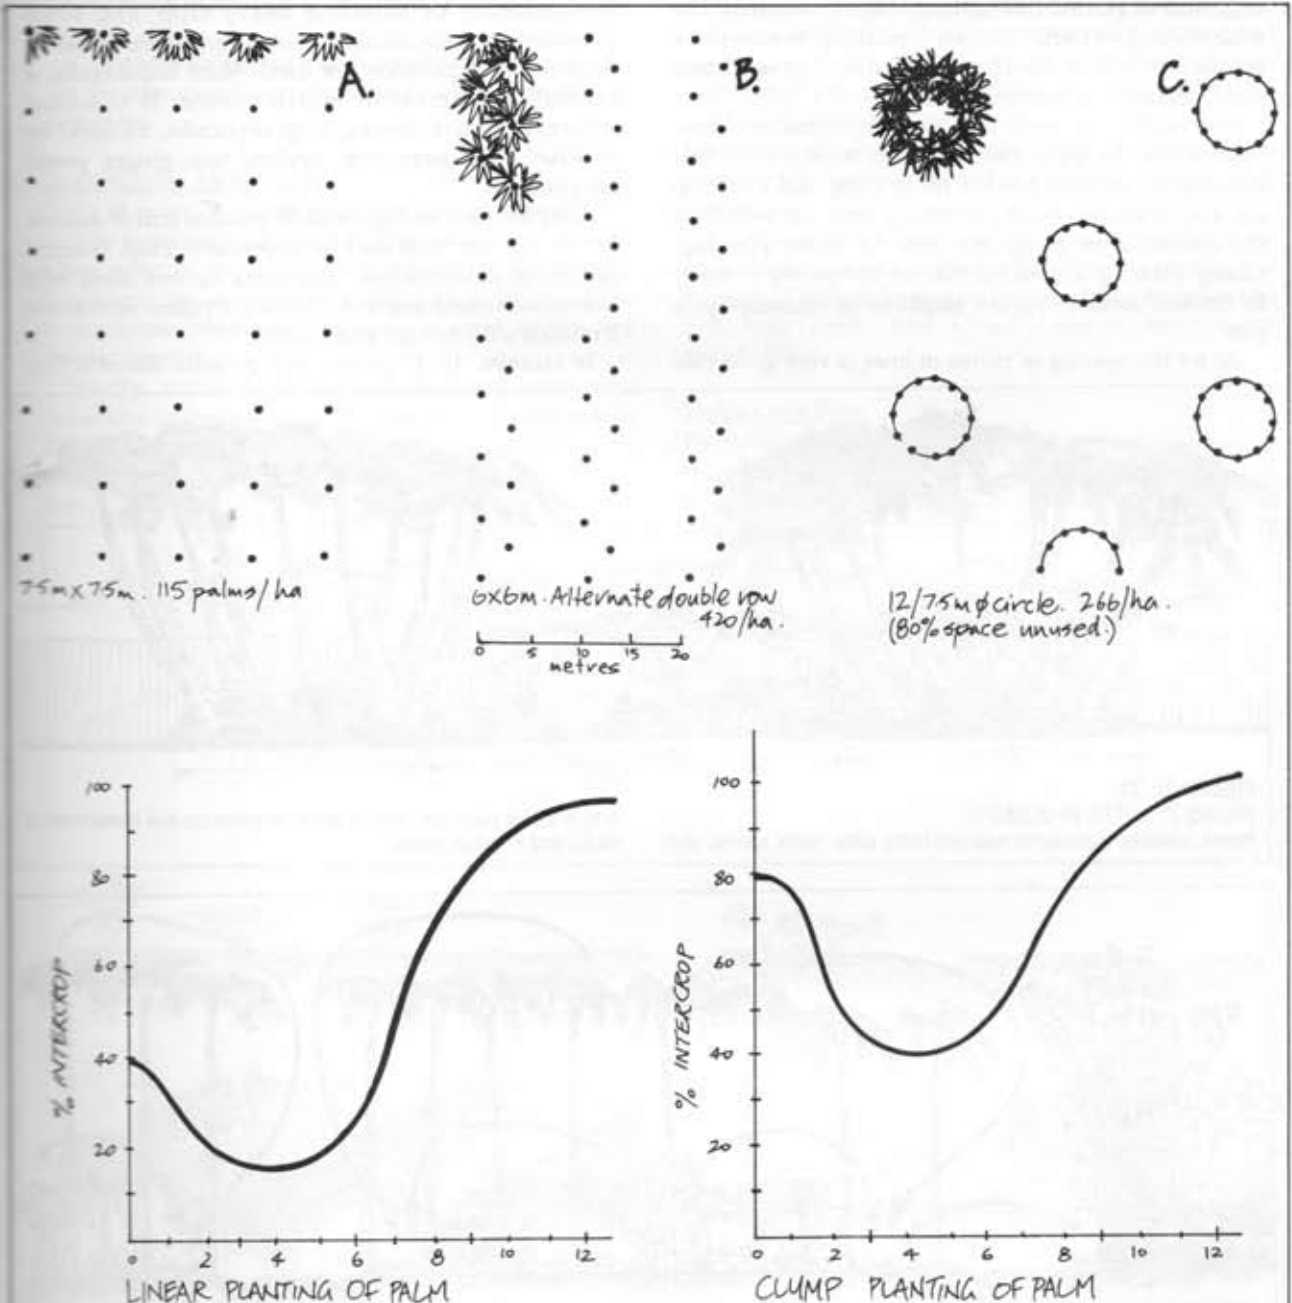 A.
B.
C.
7.5m x 7.5m. 115 palms/ha
6x6m. Alternate double row
420/ha.
0 5 10 15 20
metres
12/7.5m ϕ circle. 266/ha.
(80% space unused.)
100
80
60
40
20
% INTERCROP
0 2 4 6 8 10 12
LINEAR PLANTING OF PALM
100
80
60
40
20
% INTERCROP
0 2 4 6 8 10 12
CLUMP PLANTING OF PALM